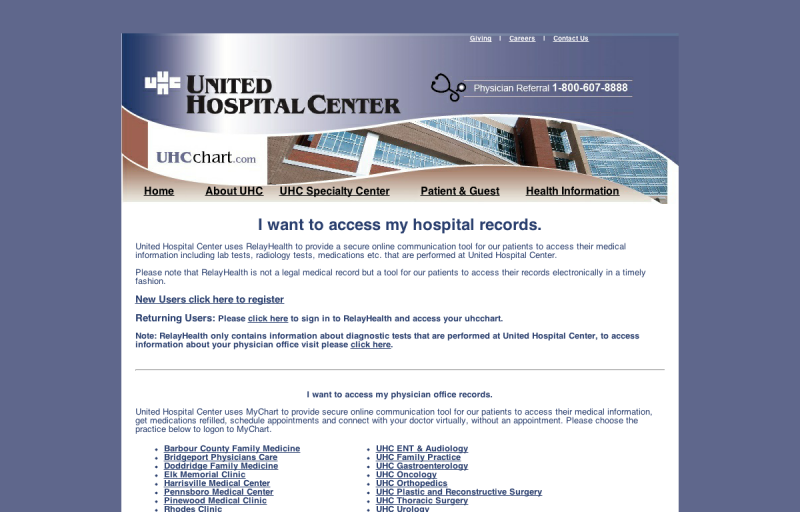 Giving | Careers | Contact Us
UHC UNITED
HOSPITAL CENTER
Physician Referral 1-800-607-8888
UHCchart.com
Home About UHC UHC Specialty Center Patient & Guest Health Information
I want to access my hospital records.
United Hospital Center uses RelayHealth to provide a secure online communication tool for our patients to access their medical
information including lab tests, radiology tests, medications etc. that are performed at United Hospital Center.
Please note that RelayHealth is not a legal medical record but a tool for our patients to access their records electronically in a timely
fashion.
New Users click here to register
Returning Users: Please click here to sign in to RelayHealth and access your uhcchart.
Note: RelayHealth only contains information about diagnostic tests that are performed at United Hospital Center, to access
information about your physician office visit please click here.
I want to access my physician office records.
United Hospital Center uses MyChart to provide secure online communication tool for our patients to access their medical information,
get medications refilled, schedule appointments and connect with your doctor virtually, without an appointment. Please choose the
practice below to logon to MyChart.
Barbour County Family Medicine
Bridgeport Physicians Care
Doddridge Family Medicine
Elk Memorial Clinic
Harrisville Medical Center
Pennsboro Medical Center
Pinewood Medical Clinic
Rhodes Clinic
UHC ENT & Audiology
UHC Family Practice
UHC Gastroenterology
UHC Oncology
UHC Orthopedics
UHC Plastic and Reconstructive Surgery
UHC Thoracic Surgery
UHC Urology